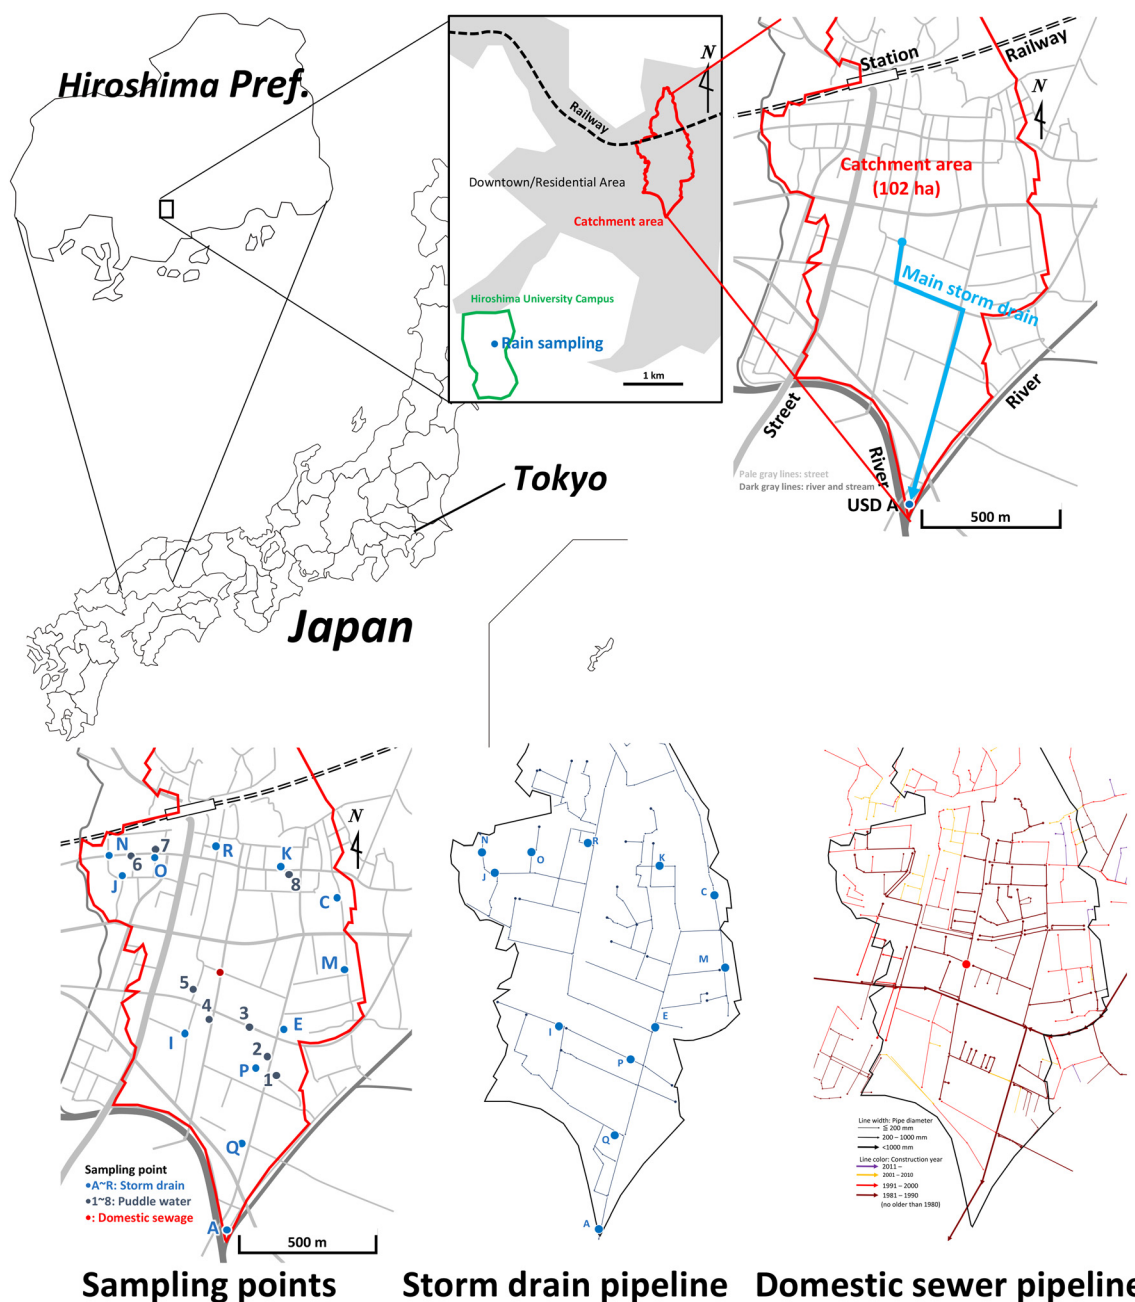 Hiroshima Pref.
N
Railway
Downtown/Residential Area
Catchment area
Hiroshima University Campus
Rain sampling
1 km
Station
Railway
N
Catchment area
(102 ha)
Main storm drain
Street
River
River
Pale gray lines: street
Dark gray lines: river and stream
USD A
500 m
Tokyo
Japan
N
N
7
6
O
J
R
K
8
C
M
5
4
3
I
E
2
P
1
Q
A
Sampling point
A~R: Storm drain
1~8: Puddle water
: Domestic sewage
500 m
Sampling points
N
O
R
J
K
C
M
I
E
P
Q
A
Storm drain pipeline
Line width: Pipe diameter
≦ 200 mm
200 – 1000 mm
<1000 mm
Line color: Construction year
2011 –
2001 – 2010
1991 – 2000
1981 – 1990
(no older than 1980)
Domestic sewer pipeline